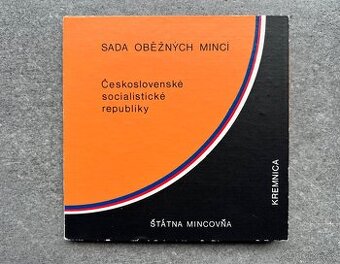 SADA OBĚŽNÝCH MINCÍ
Československé
socialistické
republiky
KREMNICA
ŠTÁTNA MINCOVŇA